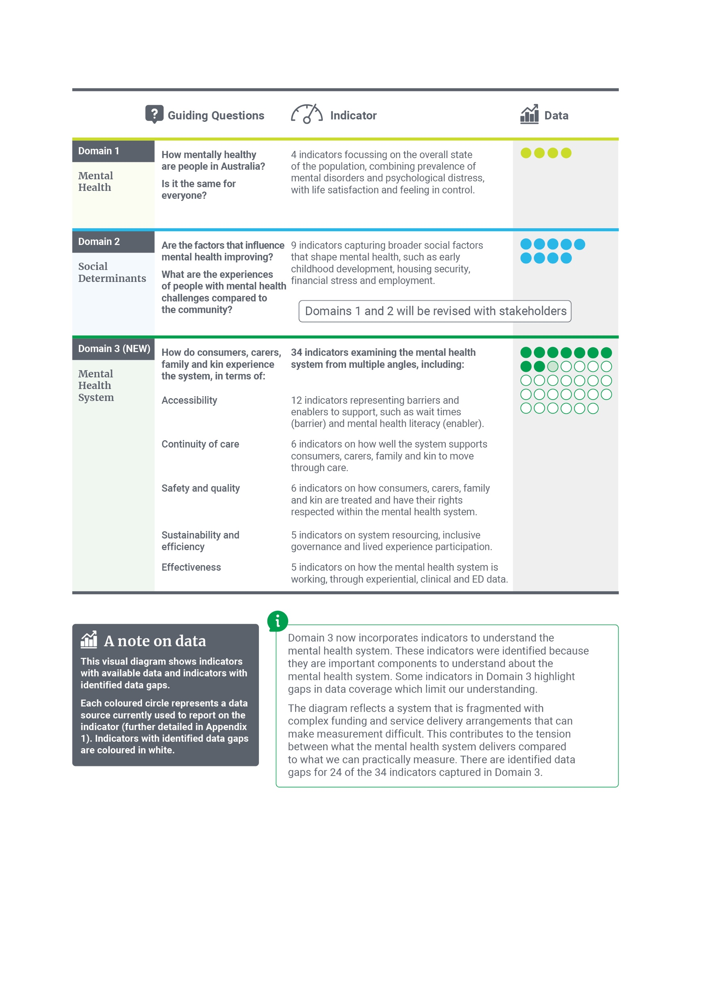 Guiding Questions
Indicator
Data
Domain 1
Mental
Health
How mentally healthy
are people in Australia?
Is it the same for
everyone?
4 indicators focussing on the overall state
of the population, combining prevalence of
mental disorders and psychological distress,
with life satisfaction and feeling in control.
Domain 2
Social
Determinants
Are the factors that influence
mental health improving?
What are the experiences
of people with mental health
challenges compared to
the community?
9 indicators capturing broader social factors
that shape mental health, such as early
childhood development, housing security,
financial stress and employment.
Domains 1 and 2 will be revised with stakeholders
Domain 3 (NEW)
Mental
Health
System
How do consumers, carers,
family and kin experience
the system, in terms of:
34 indicators examining the mental health
system from multiple angles, including:
Accessibility
12 indicators representing barriers and
enablers to support, such as wait times
(barrier) and mental health literacy (enabler).
Continuity of care
6 indicators on how well the system supports
consumers, carers, family and kin to move
through care.
Safety and quality
6 indicators on how consumers, carers, family
and kin are treated and have their rights
respected within the mental health system.
Sustainability and
efficiency
5 indicators on system resourcing, inclusive
governance and lived experience participation.
Effectiveness
5 indicators on how the mental health system is
working, through experiential, clinical and ED data.
A note on data
This visual diagram shows indicators
with available data and indicators with
identified data gaps.
Each coloured circle represents a data
source currently used to report on the
indicator (further detailed in Appendix
1). Indicators with identified data gaps
are coloured in white.
Domain 3 now incorporates indicators to understand the
mental health system. These indicators were identified because
they are important components to understand about the
mental health system. Some indicators in Domain 3 highlight
gaps in data coverage which limit our understanding.
The diagram reflects a system that is fragmented with
complex funding and service delivery arrangements that can
make measurement difficult. This contributes to the tension
between what the mental health system delivers compared
to what we can practically measure. There are identified data
gaps for 24 of the 34 indicators captured in Domain 3.